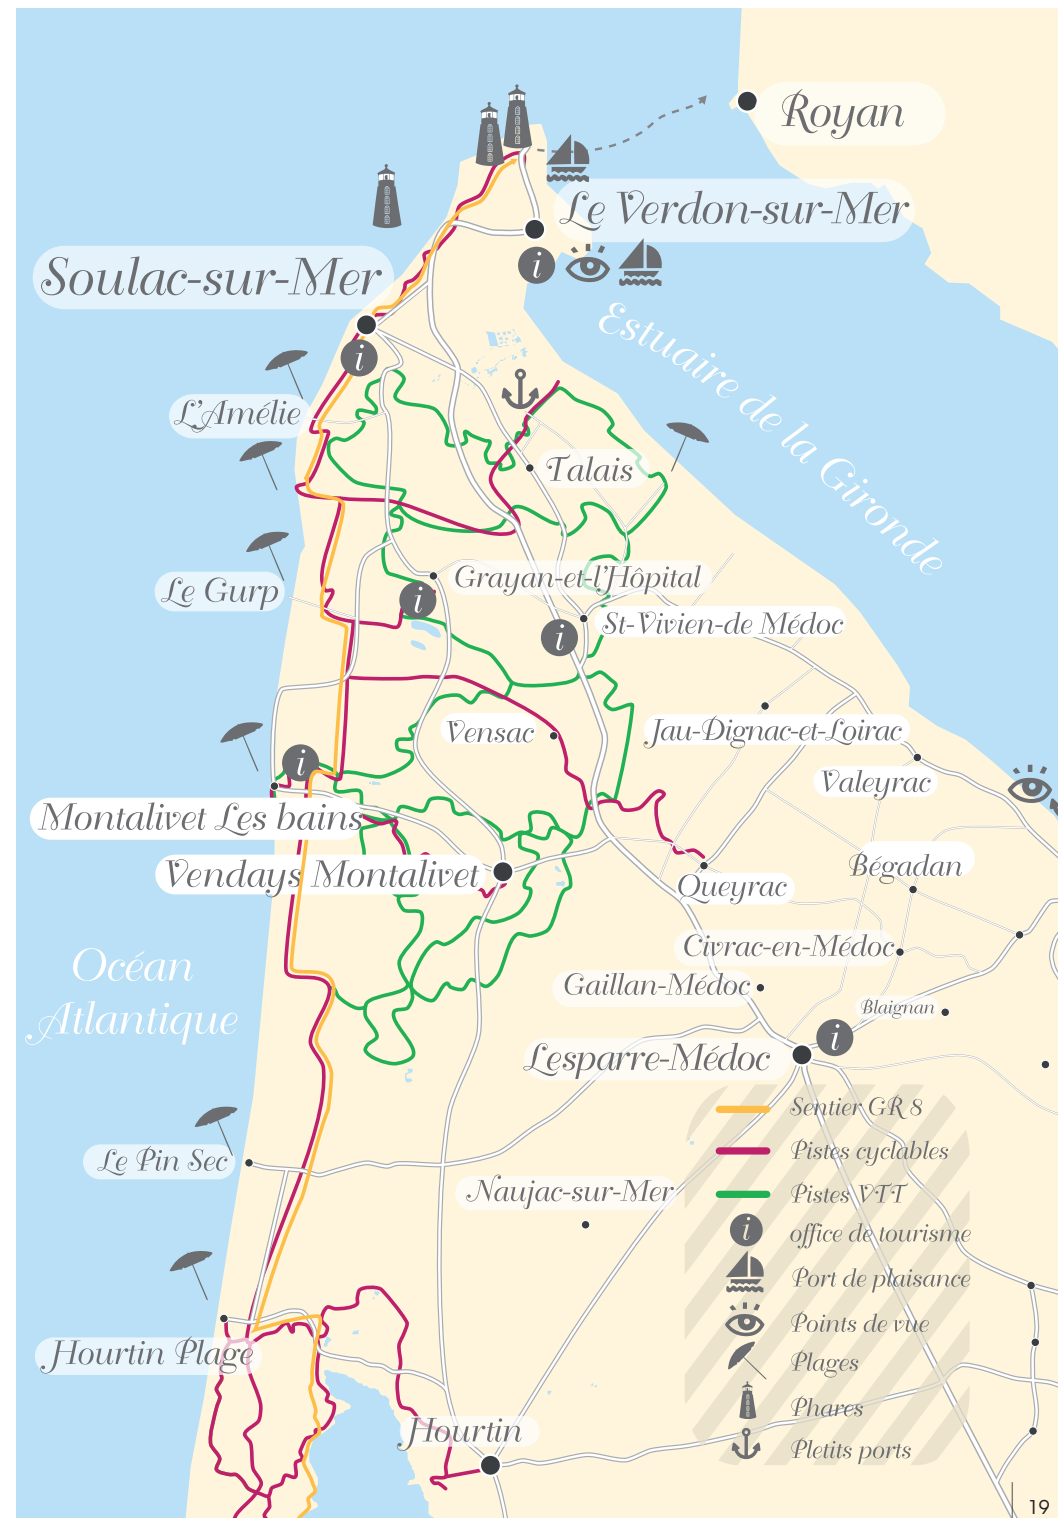 Royan
Le Verdon-sur-Mer
i
Soulac-sur-Mer
Estuaire de la Gironde
i
L'Amélie
Talais
Le Gurp
Grayan-et-l'Hôpital
i
St-Vivien-de Médoc
i
Vensac
Jau-Dignac-et-Loirac
i
Valeyrac
Montalivet Les bains
Vendays Montalivet
Bégadan
Queyrac
Civrac-en-Médoc
Océan
Atlantique
Gaillan-Médoc
Blaignan
i
Lesparre-Médoc
Le Pin Sec
Naujac-sur-Mer
Hourtin Plage
Hourtin
Sentier GR 8
Pistes cyclables
Pistes VTT
i
office de tourisme
Port de plaisance
Points de vue
Plages
Phares
Pletits ports
19